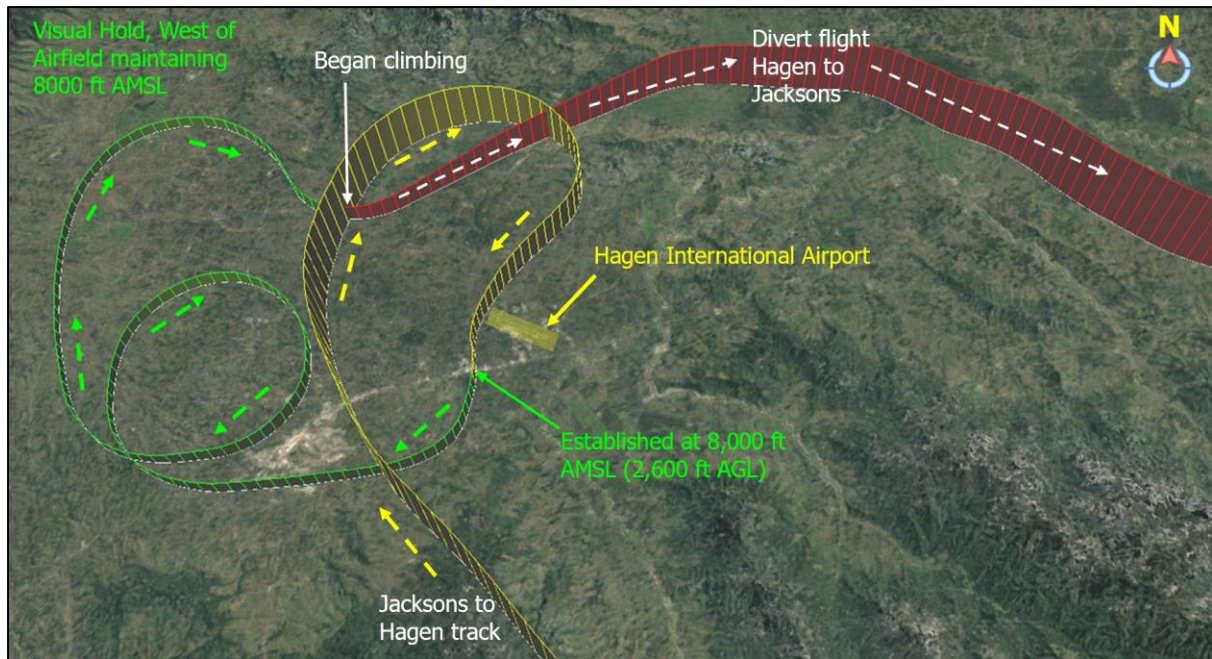 Visual Hold, West of
Airfield maintaining
8000 ft AMSL
Began climbing
Divert flight
Hagen to
Jacksons
N
Hagen International Airport
Established at 8,000 ft
AMSL (2,600 ft AGL)
Jacksons to
Hagen track